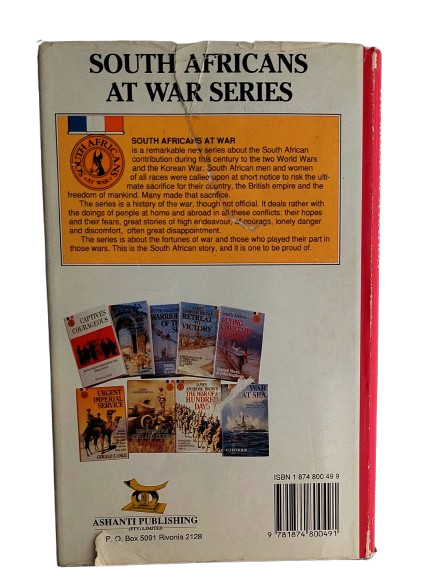 SOUTH AFRICANS
AT WAR SERIES
SOUTH AFRICANS AT WAR
is a remarkable new series about the South African
contribution during this century to the two World Wars
and the Korean War. South African men and women
of all races were called upon at short notice to risk the ulti-
mate sacrifice for their country, the British empire and the
freedom of mankind. Many made that sacrifice.
The series is a history of the war, though not official. It deals rather with
the doings of people at home and abroad in all these conflicts: their hopes
and their fears, great stories of high endeavour, of courage, lonely danger
and discomfort, often great disappointment.
The series is about the fortunes of war and those who played their part in
those wars. This is the South African story, and it is one to be proud of.
SOUTH AFRICANS
AT WAR
CAPTIVES
COURAGEOUS
RETREAT
TO
VICTORY
FLYING
URGENT
IMPERIAL
SERVICE
GERALD L'ANGE
JAMES
AMBROSE BROWN
THE WAR OF A
HUNDRED
DAYS
WAR
AT SEA
C J HARRIS
ISBN 1 874 800 49 9
9 781874 800491
ASHANTI PUBLISHING
(PTY) LIMITED
P. O. Box 5091 Rivonia 2128